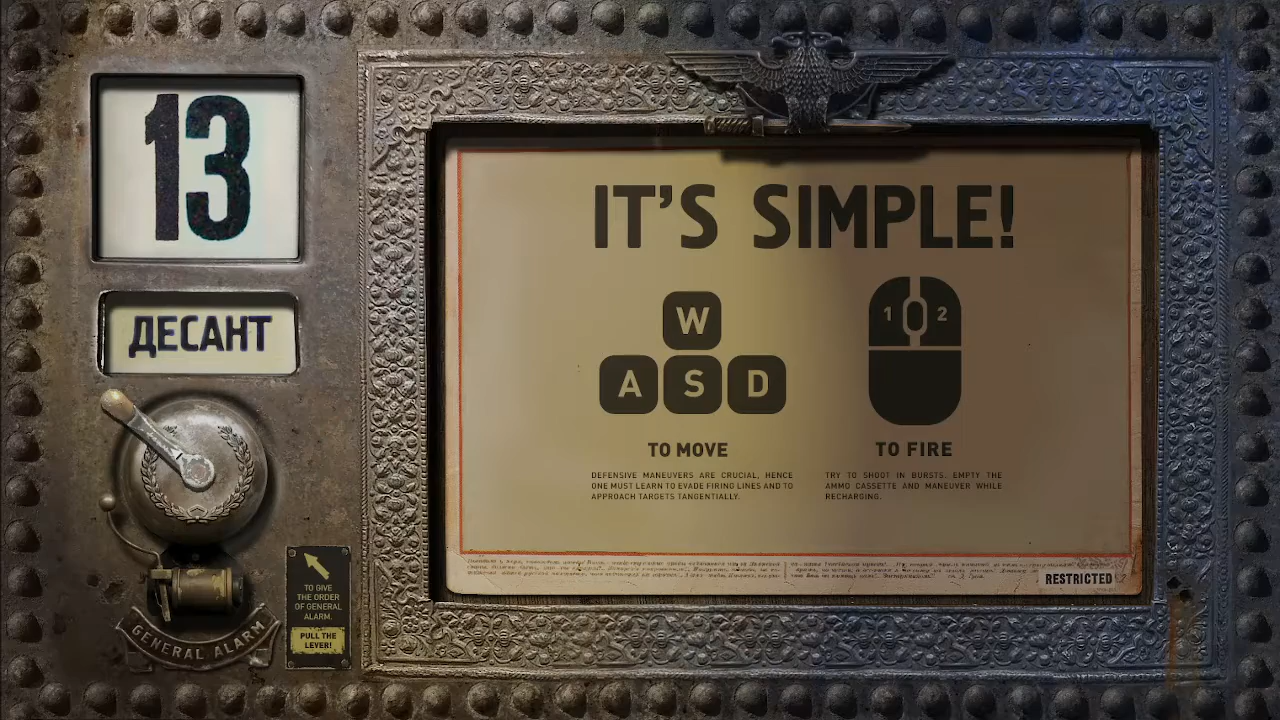 13
ДЕСАНТ
GENERAL ALARM
TO GIVE
THE ORDER
OF GENERAL
ALARM.
PULL THE
LEVER!
IT'S SIMPLE!
W
A S D
TO MOVE
DEFENSIVE MANEUVERS ARE CRUCIAL, HENCE
ONE MUST LEARN TO EVADE FIRING LINES AND TO
APPROACH TARGETS TANGENTIALLY.
1 2
TO FIRE
TRY TO SHOOT IN BURSTS. EMPTY THE
AMMO CASSETTE AND MANEUVER WHILE
RECHARGING.
RESTRICTED